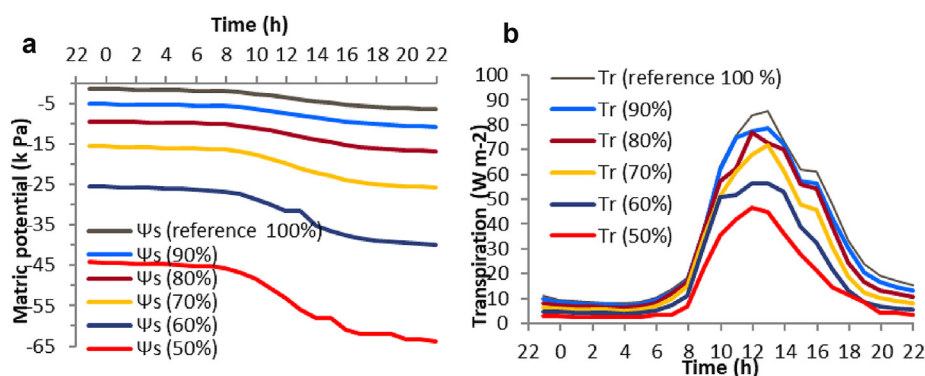 a
Time (h)
22 0 2 4 6 8 10 12 14 16 18 20 22
Matric potential (k Pa)
-5
-15
-25
-35
-45
-55
-65
Ψs (reference 100%)
Ψs (90%)
Ψs (80%)
Ψs (70%)
Ψs (60%)
Ψs (50%)
b
Transpiration (W m-2)
100
90
80
70
60
50
40
30
20
10
0
Tr (reference 100 %)
Tr (90%)
Tr (80%)
Tr (70%)
Tr (60%)
Tr (50%)
22 0 2 4 6 8 10 12 14 16 18 20 22
Time (h)